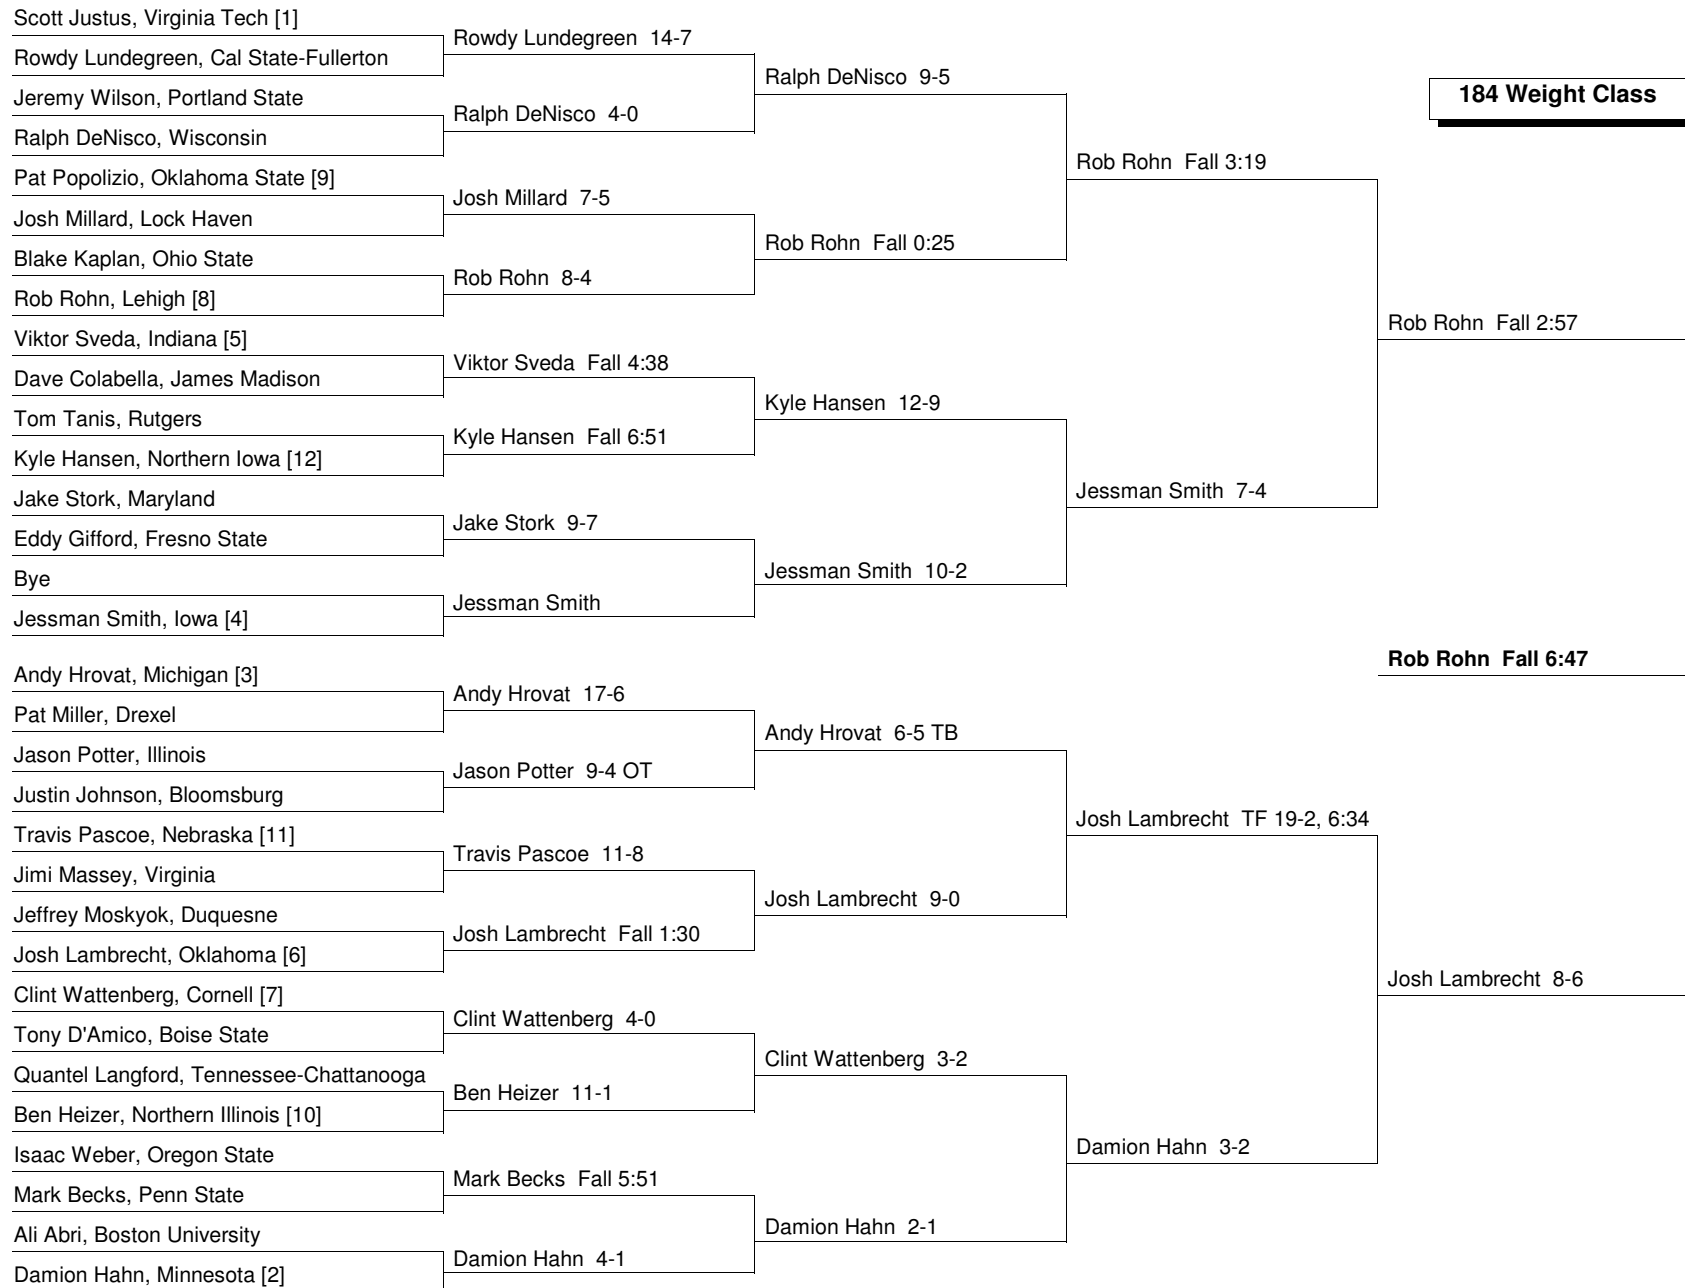 Scott Justus, Virginia Tech [1]
Rowdy Lundegreen, Cal State-Fullerton
Jeremy Wilson, Portland State
Ralph DeNisco, Wisconsin
Pat Popolizio, Oklahoma State [9]
Josh Millard, Lock Haven
Blake Kaplan, Ohio State
Rob Rohn, Lehigh [8]
Viktor Sveda, Indiana [5]
Dave Colabella, James Madison
Tom Tanis, Rutgers
Kyle Hansen, Northern Iowa [12]
Jake Stork, Maryland
Eddy Gifford, Fresno State
Bye
Jessman Smith, Iowa [4]
Andy Hrovat, Michigan [3]
Pat Miller, Drexel
Jason Potter, Illinois
Justin Johnson, Bloomsburg
Travis Pascoe, Nebraska [11]
Jimi Massey, Virginia
Jeffrey Moskyok, Duquesne
Josh Lambrecht, Oklahoma [6]
Clint Wattenberg, Cornell [7]
Tony D'Amico, Boise State
Quantel Langford, Tennessee-Chattanooga
Ben Heizer, Northern Illinois [10]
Isaac Weber, Oregon State
Mark Becks, Penn State
Ali Abri, Boston University
Damion Hahn, Minnesota [2]
Rowdy Lundegreen 14-7
Ralph DeNisco 4-0
Josh Millard 7-5
Rob Rohn 8-4
Viktor Sveda Fall 4:38
Kyle Hansen Fall 6:51
Jake Stork 9-7
Jessman Smith
Andy Hrovat 17-6
Jason Potter 9-4 OT
Travis Pascoe 11-8
Josh Lambrecht Fall 1:30
Clint Wattenberg 4-0
Ben Heizer 11-1
Mark Becks Fall 5:51
Damion Hahn 4-1
Ralph DeNisco 9-5
Rob Rohn Fall 0:25
Kyle Hansen 12-9
Jessman Smith 10-2
Andy Hrovat 6-5 TB
Josh Lambrecht 9-0
Clint Wattenberg 3-2
Damion Hahn 2-1
Rob Rohn Fall 3:19
Jessman Smith 7-4
Josh Lambrecht TF 19-2, 6:34
Damion Hahn 3-2
184 Weight Class
Rob Rohn Fall 2:57
Rob Rohn Fall 6:47
Josh Lambrecht 8-6